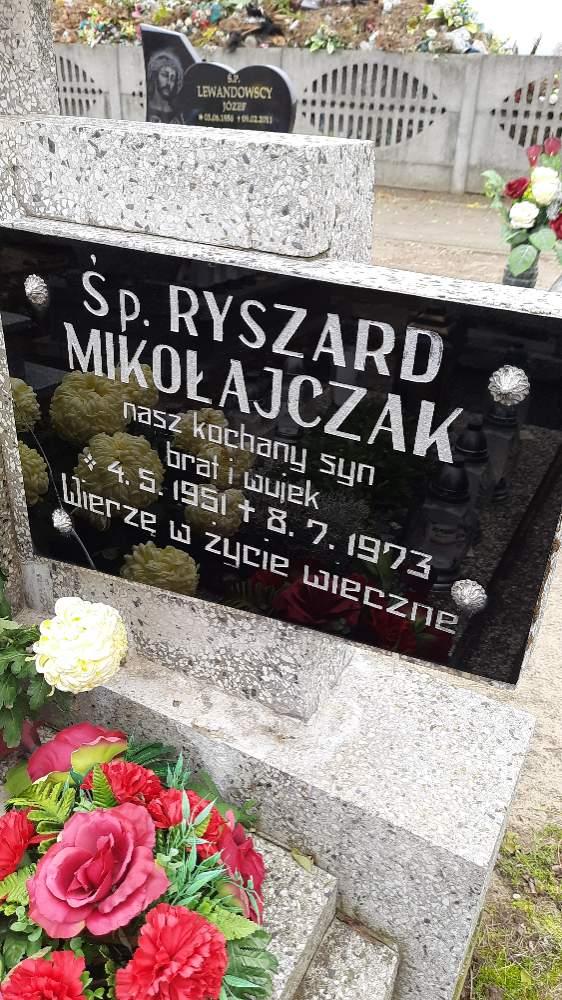 Ś.P.
LEWANDOWSCY
JÓZEF
Śp. RYSZARD
MIKOŁAJCZAK
nasz kochany syn
brat i wujek
* 4. 5. 1951 † 8. 7. 1973
Wierzę w życie wieczne